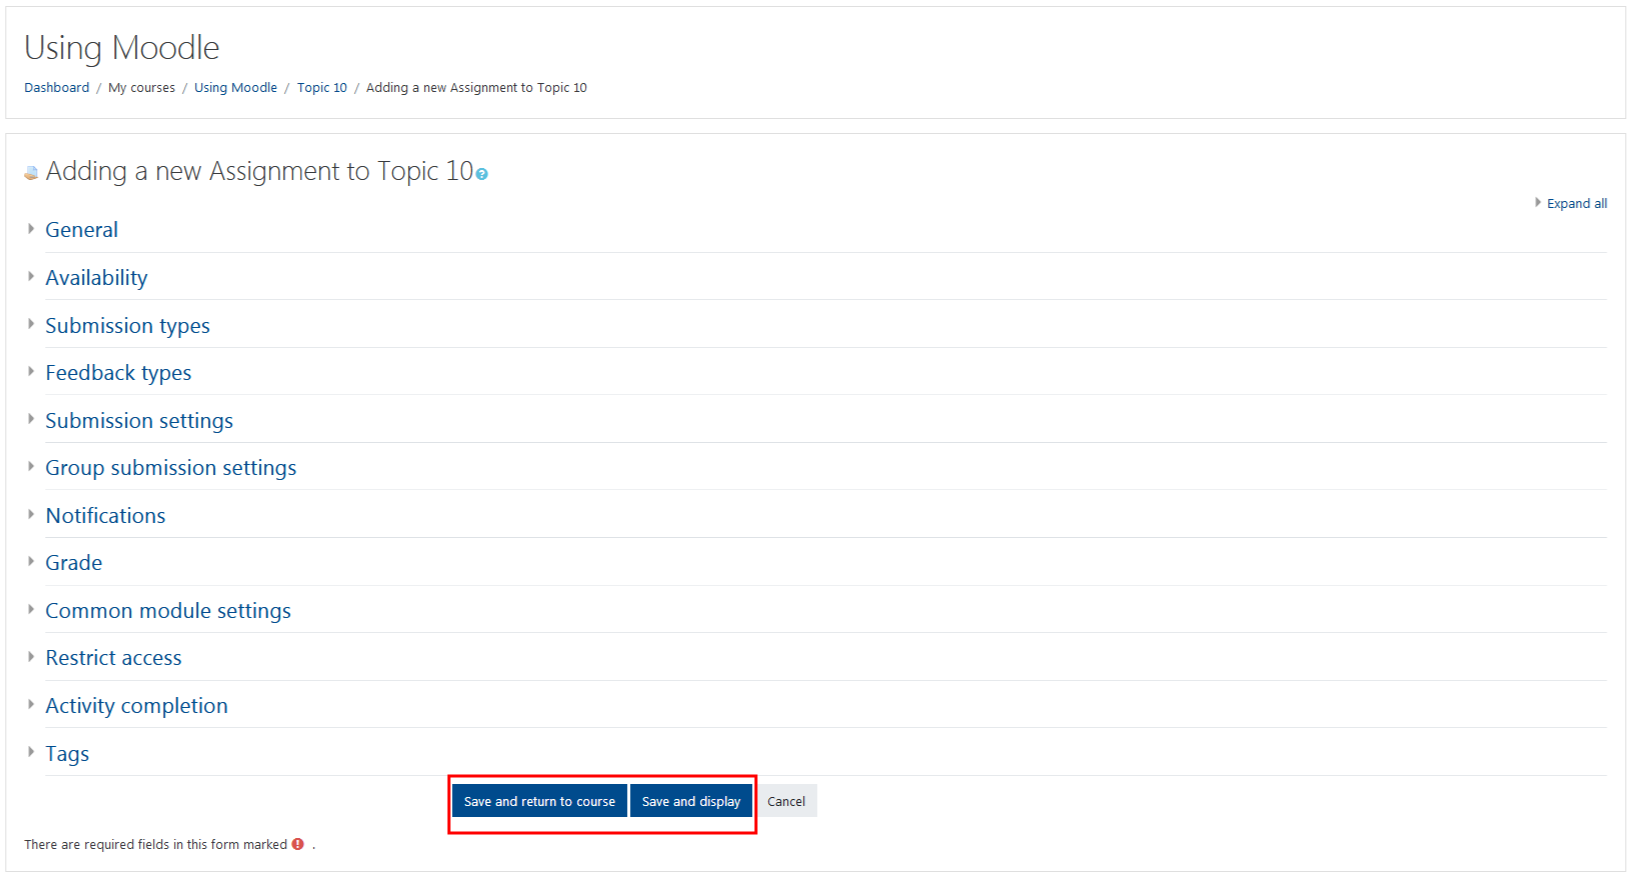 Using Moodle
Dashboard / My courses / Using Moodle / Topic 10 / Adding a new Assignment to Topic 10
Adding a new Assignment to Topic 10
Expand all
General
Availability
Submission types
Feedback types
Submission settings
Group submission settings
Notifications
Grade
Common module settings
Restrict access
Activity completion
Tags
Save and return to course Save and display Cancel
There are required fields in this form marked .